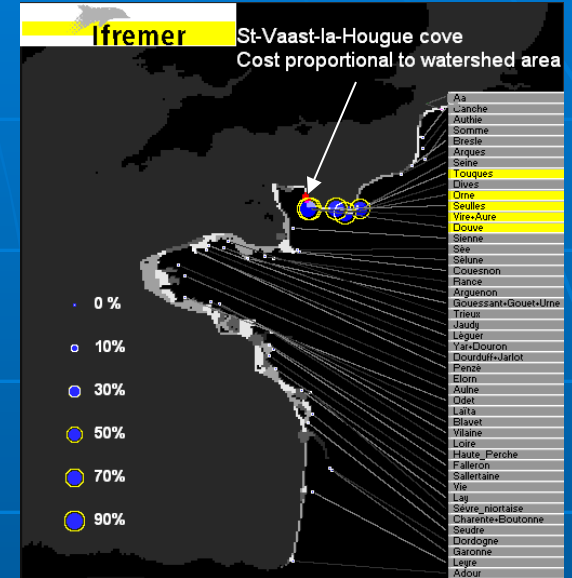 Ifremer
St-Vaast-la-Hougue cove
Cost proportional to watershed area
Aa
Canche
Authie
Somme
Bresle
Arques
Seine
Touques
Dives
Orne
Seulles
Vire+Aure
Douve
Sienne
Sée
Sélune
Couesnon
Rance
Arguenon
Gouessant+Gouet+Urne
Trieux
Jaudy
Léguer
Yar+Douron
Dourduff+Jarlot
Penzé
Elorn
Aulne
Odet
Laïta
Blavet
Vilaine
Loire
Haute_Perche
Falleron
Sallertaine
Vie
Lay
Sèvre_niortaise
Charente+Boutonne
Seudre
Dordogne
Garonne
Leyre
Adour
0 %
10%
30%
50%
70%
90%